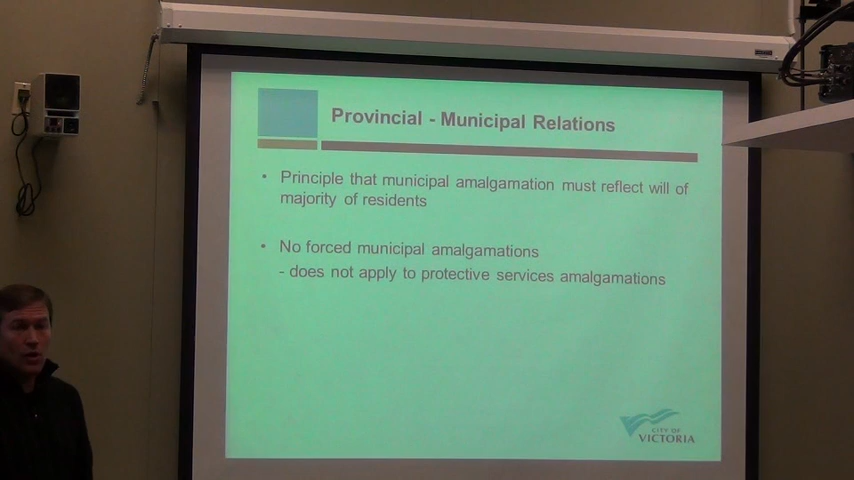 Provincial - Municipal Relations
• Principle that municipal amalgamation must reflect will of
majority of residents
• No forced municipal amalgamations
- does not apply to protective services amalgamations
CITY OF
VICTORIA